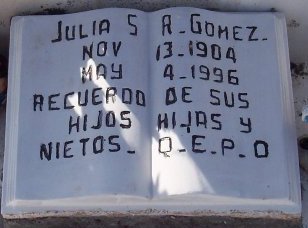 JULIA S R-GOMEZ-
NOV 13-1904
MAY 4-1996
RECUERDO DE SUS
HIJOS HIJAS y
NIETOS- Q-E-P-D